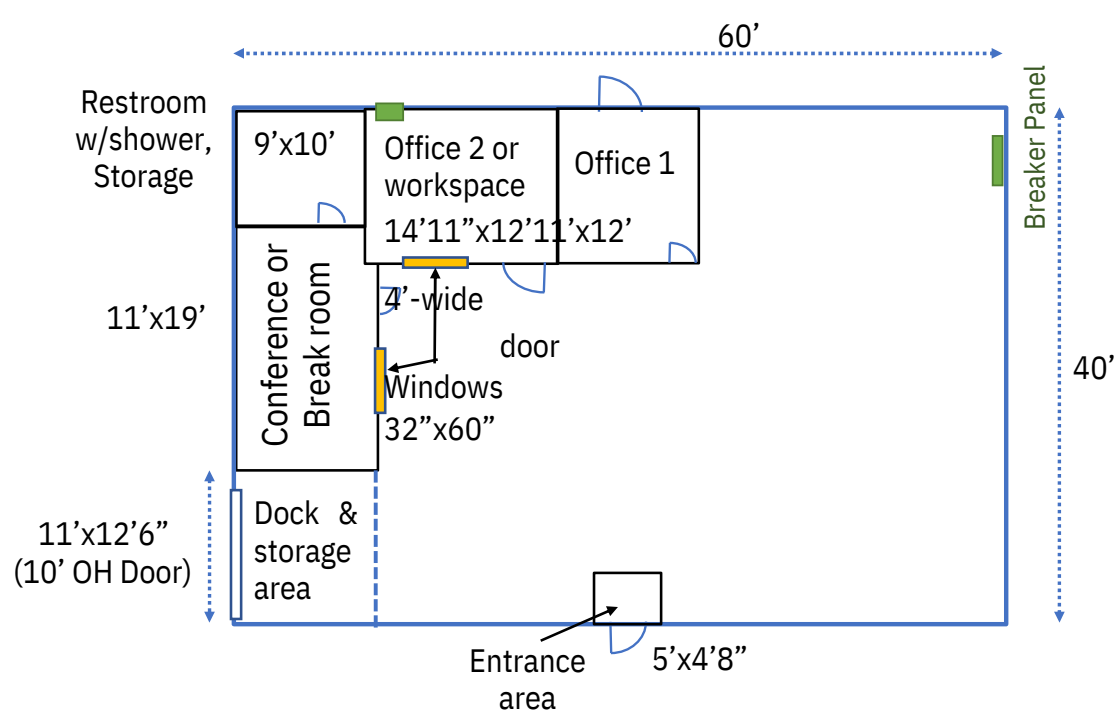 60’
Restroom
w/shower,
Storage
9’x10’
Office 2 or
workspace
14’11”x12’11’x12’
Office 1
Breaker Panel
11’x19’
Conference or
Break room
4’-wide
door
Windows
32”x60”
40’
11’x12’6”
(10’ OH Door)
Dock &
storage
area
Entrance
area
5’x4’8”